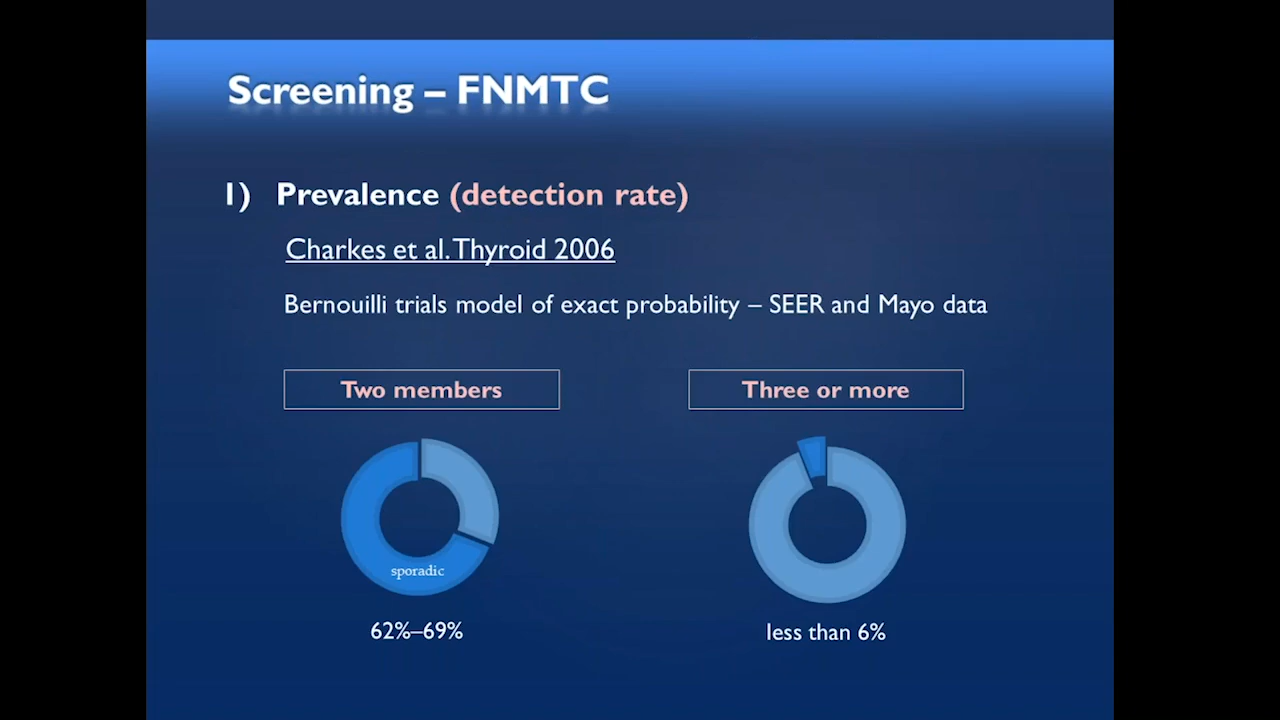 Screening – FNMTC
1) Prevalence (detection rate)
Charkes et al. Thyroid 2006
Bernouilli trials model of exact probability – SEER and Mayo data
Two members
Three or more
sporadic
62%–69%
less than 6%